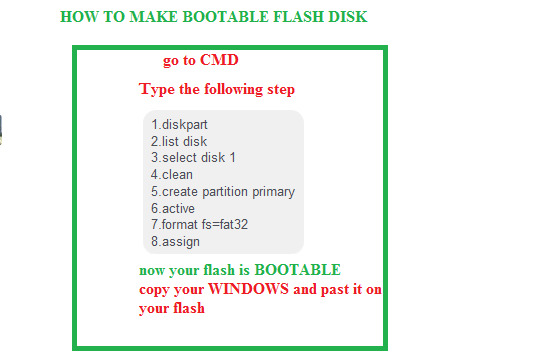 HOW TO MAKE BOOTABLE FLASH DISK
go to CMD
Type the following step
1.diskpart
2.list disk
3.select disk 1
4.clean
5.create partition primary
6.active
7.format fs=fat32
8.assign
now your flash is BOOTABLE
copy your WINDOWS and past it on
your flash